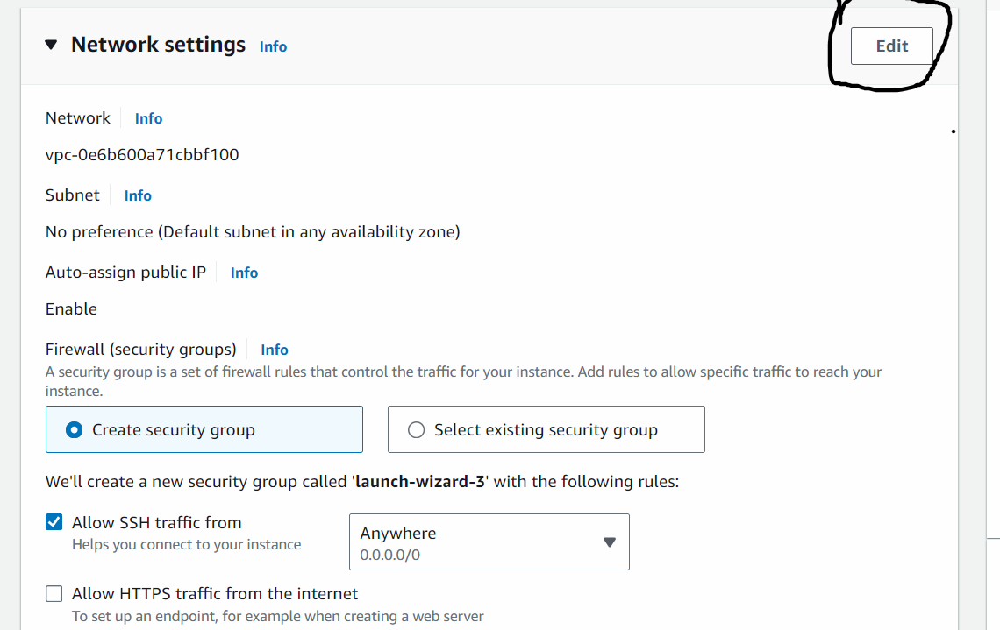 Network settings Info
Edit
Network Info
vpc-0e6b600a71cbbf100
Subnet Info
No preference (Default subnet in any availability zone)
Auto-assign public IP Info
Enable
Firewall (security groups) Info
A security group is a set of firewall rules that control the traffic for your instance. Add rules to allow specific traffic to reach your
instance.
Create security group
Select existing security group
We'll create a new security group called 'launch-wizard-3' with the following rules:
Allow SSH traffic from
Helps you connect to your instance
Anywhere
0.0.0.0/0
Allow HTTPS traffic from the internet
To set up an endpoint, for example when creating a web server